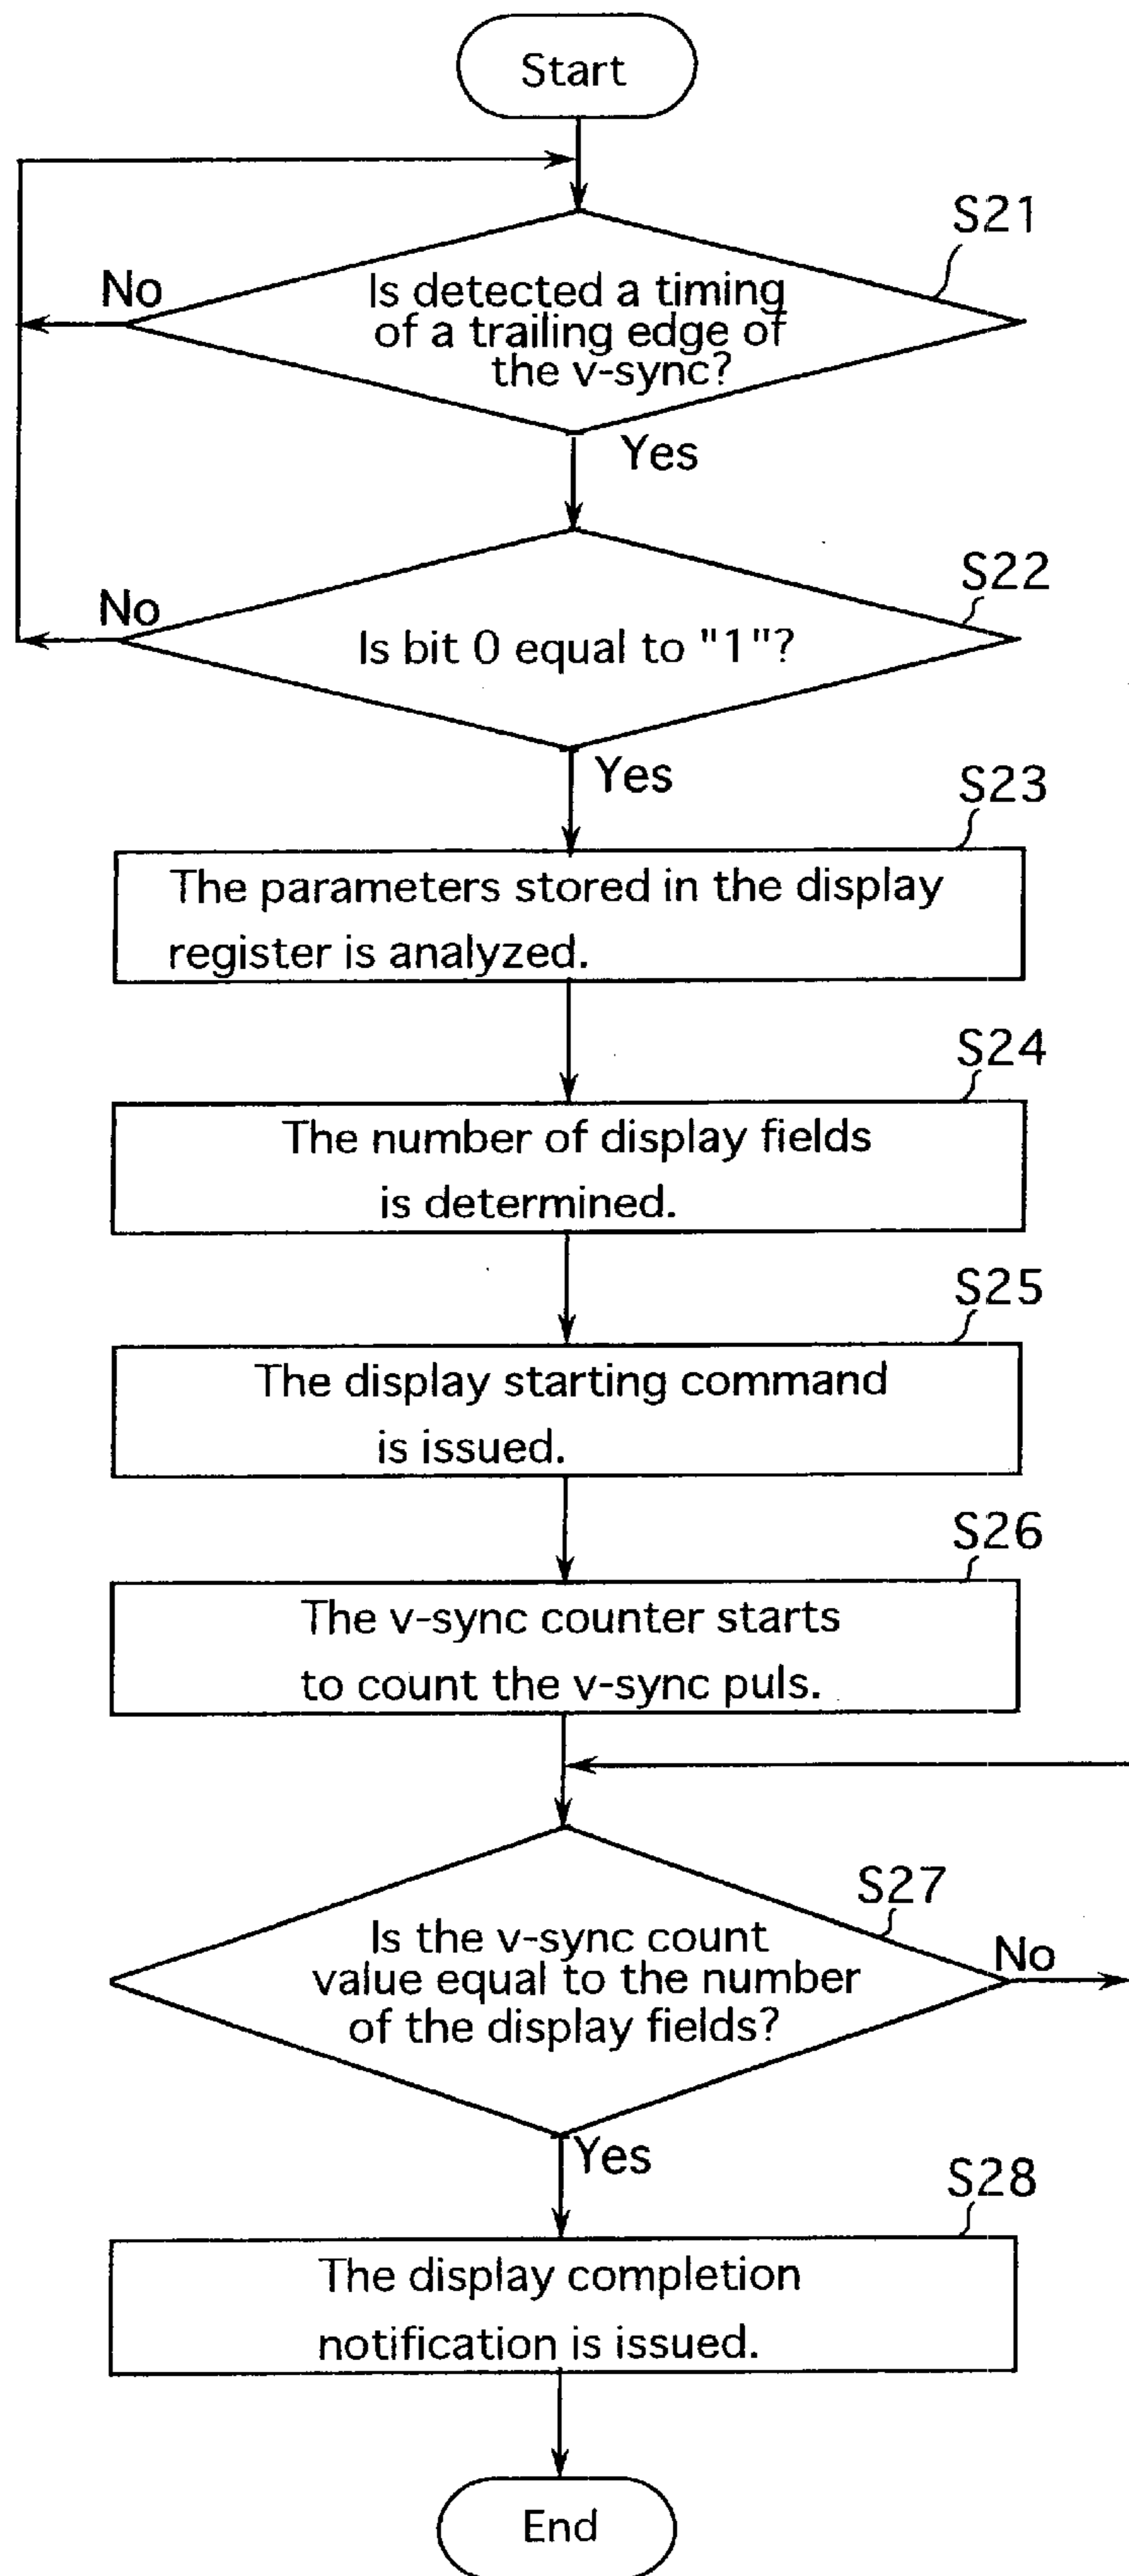 Start
S21
No
Is detected a timing
of a trailing edge of
the v-sync?
Yes
S22
No
Is bit 0 equal to "1"?
Yes
S23
The parameters stored in the display
register is analyzed.
S24
The number of display fields
is determined.
S25
The display starting command
is issued.
S26
The v-sync counter starts
to count the v-sync puls.
S27
Is the v-sync count
value equal to the number
of the display fields?
No
Yes
S28
The display completion
notification is issued.
End